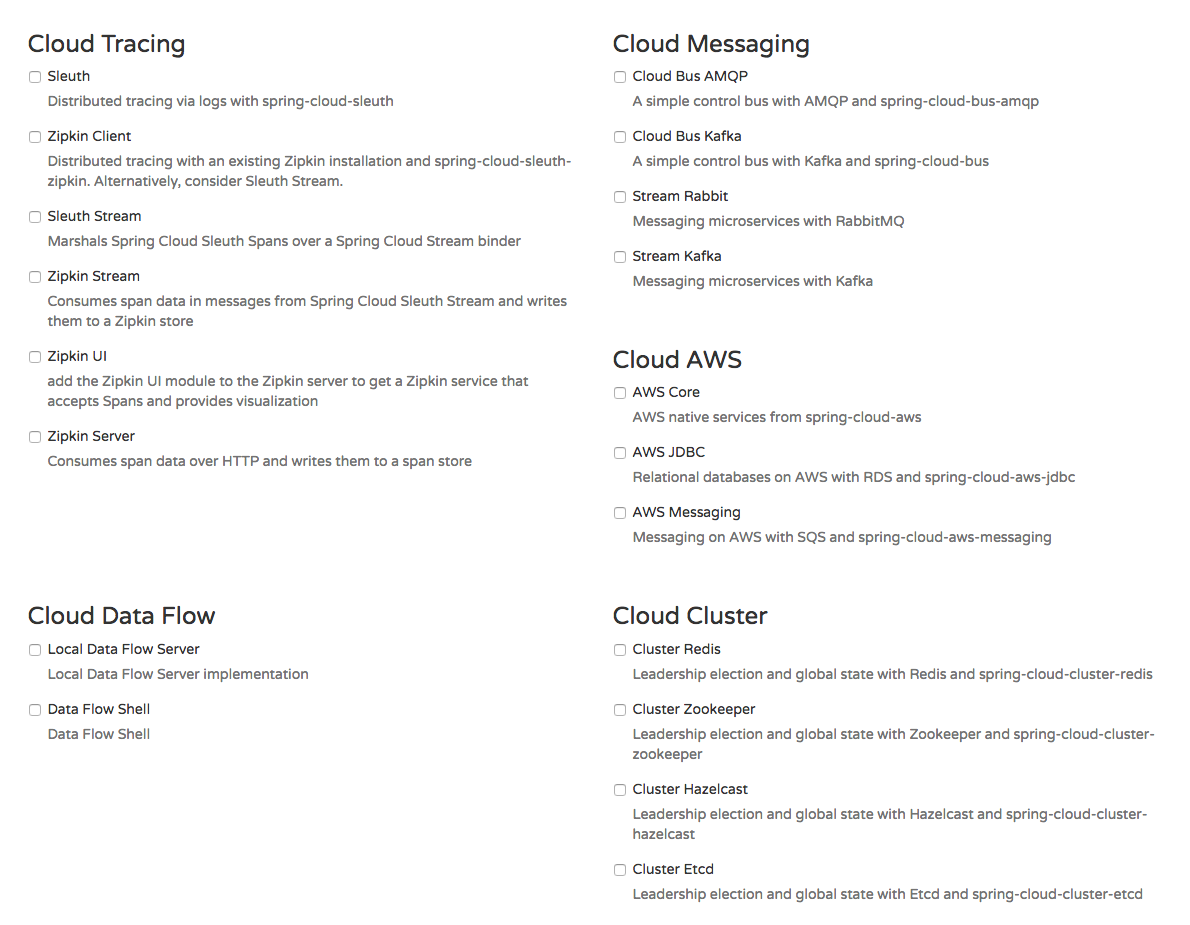 Cloud Tracing
Sleuth
Distributed tracing via logs with spring-cloud-sleuth
Zipkin Client
Distributed tracing with an existing Zipkin installation and spring-cloud-sleuth-
zipkin. Alternatively, consider Sleuth Stream.
Sleuth Stream
Marshals Spring Cloud Sleuth Spans over a Spring Cloud Stream binder
Zipkin Stream
Consumes span data in messages from Spring Cloud Sleuth Stream and writes
them to a Zipkin store
Zipkin UI
add the Zipkin UI module to the Zipkin server to get a Zipkin service that
accepts Spans and provides visualization
Zipkin Server
Consumes span data over HTTP and writes them to a span store
Cloud Messaging
Cloud Bus AMQP
A simple control bus with AMQP and spring-cloud-bus-amqp
Cloud Bus Kafka
A simple control bus with Kafka and spring-cloud-bus
Stream Rabbit
Messaging microservices with RabbitMQ
Stream Kafka
Messaging microservices with Kafka
Cloud AWS
AWS Core
AWS native services from spring-cloud-aws
AWS JDBC
Relational databases on AWS with RDS and spring-cloud-aws-jdbc
AWS Messaging
Messaging on AWS with SQS and spring-cloud-aws-messaging
Cloud Data Flow
Local Data Flow Server
Local Data Flow Server implementation
Data Flow Shell
Data Flow Shell
Cloud Cluster
Cluster Redis
Leadership election and global state with Redis and spring-cloud-cluster-redis
Cluster Zookeeper
Leadership election and global state with Zookeeper and spring-cloud-cluster-
zookeeper
Cluster Hazelcast
Leadership election and global state with Hazelcast and spring-cloud-cluster-
hazelcast
Cluster Etcd
Leadership election and global state with Etcd and spring-cloud-cluster-etcd